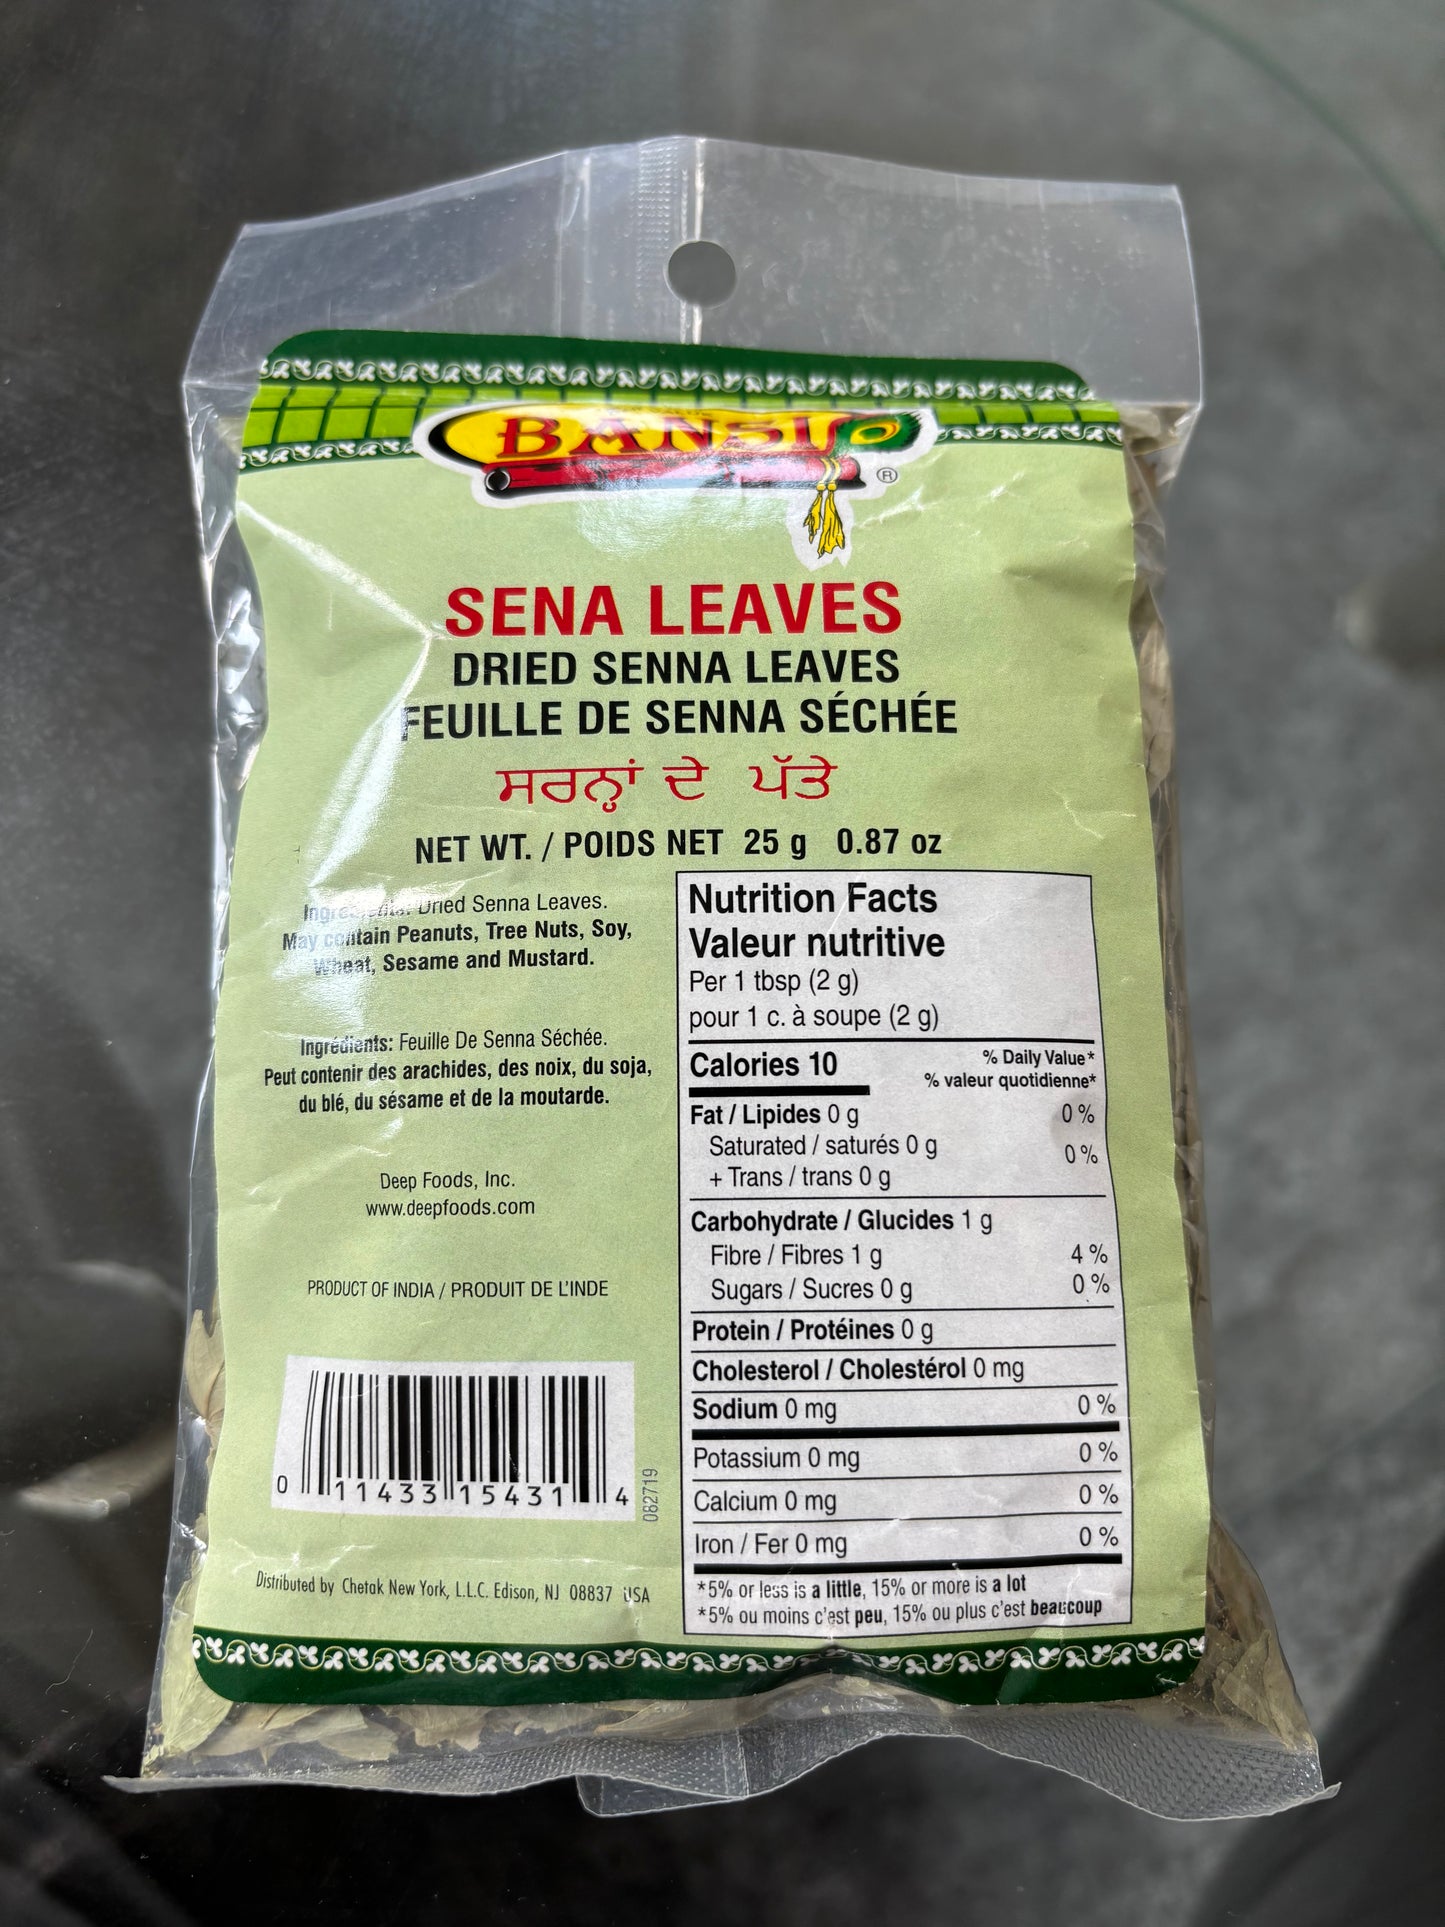 BANSI
®
SENA LEAVES
DRIED SENNA LEAVES
FEUILLE DE SENNA SÉCHÉE
ਸਰਨ੍ਹਾਂ ਦੇ ਪੱਤੇ
NET WT. / POIDS NET 25 g 0.87 oz
Ingredients: Dried Senna Leaves.
May contain Peanuts, Tree Nuts, Soy,
Wheat, Sesame and Mustard.
Ingrédients: Feuille De Senna Séchée.
Peut contenir des arachides, des noix, du soja,
du blé, du sésame et de la moutarde.
Deep Foods, Inc.
www.deepfoods.com
PRODUCT OF INDIA / PRODUIT DE L'INDE
0 11433 15431 4
082719
Distributed by Chetak New York, L.L.C. Edison, NJ 08837 USA
Nutrition Facts
Valeur nutritive
Per 1 tbsp (2 g)
pour 1 c. à soupe (2 g)
Calories 10
% Daily Value*
% valeur quotidienne*
Fat / Lipides 0 g 0 %
Saturated / saturés 0 g
+ Trans / trans 0 g
0 %
Carbohydrate / Glucides 1 g
Fibre / Fibres 1 g 4 %
Sugars / Sucres 0 g 0 %
Protein / Protéines 0 g
Cholesterol / Cholestérol 0 mg
Sodium 0 mg 0 %
Potassium 0 mg 0 %
Calcium 0 mg 0 %
Iron / Fer 0 mg 0 %
*5% or less is a little, 15% or more is a lot
*5% ou moins c'est peu, 15% ou plus c'est beaucoup